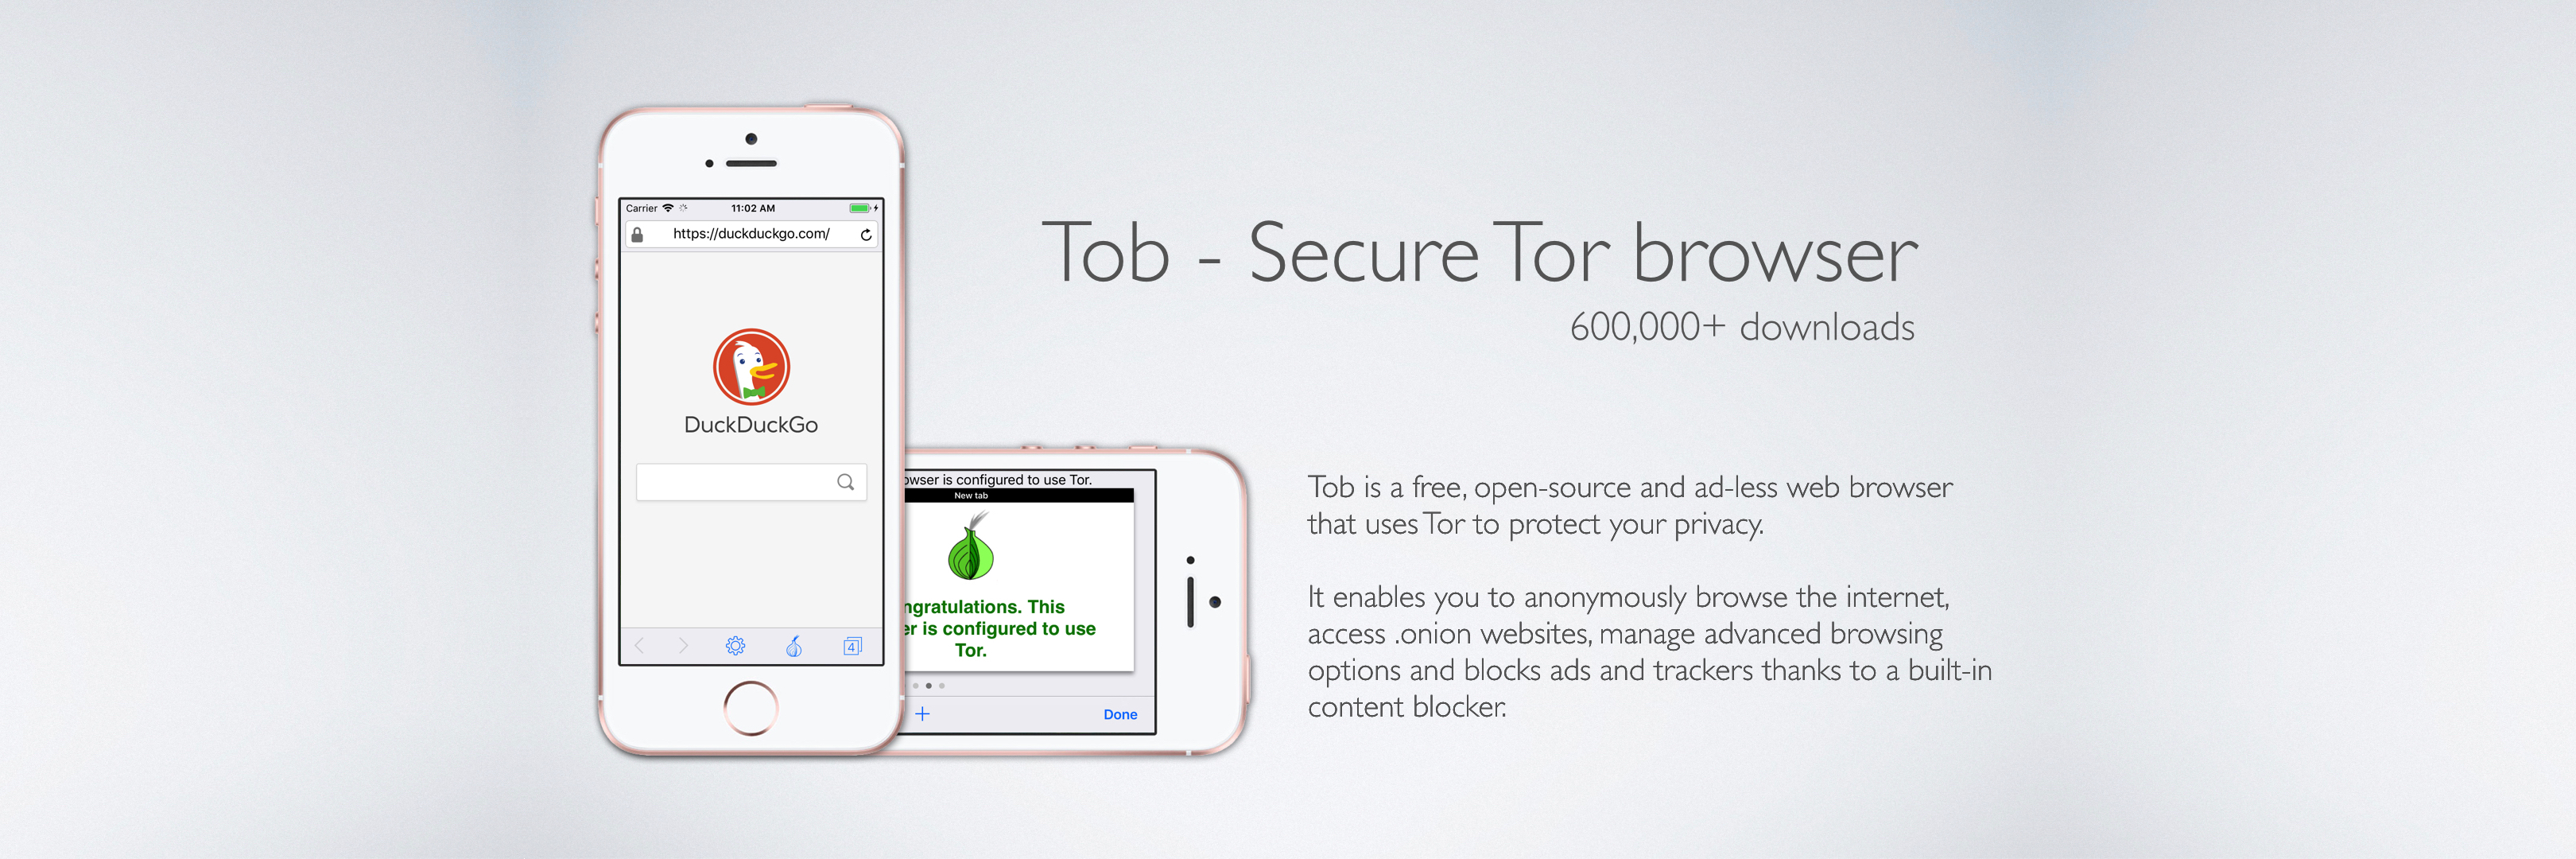 Carrier 11:02 AM
https://duckduckgo.com/
DuckDuckGo
4
Tob - Secure Tor browser
600,000+ downloads
is configured to use Tor.
New tab
This
is configured to use
Tor.
+ Done
Tob is a free, open-source and ad-less web browser
that uses Tor to protect your privacy.
It enables you to anonymously browse the internet,
access .onion websites, manage advanced browsing
options and blocks ads and trackers thanks to a built-in
content blocker.